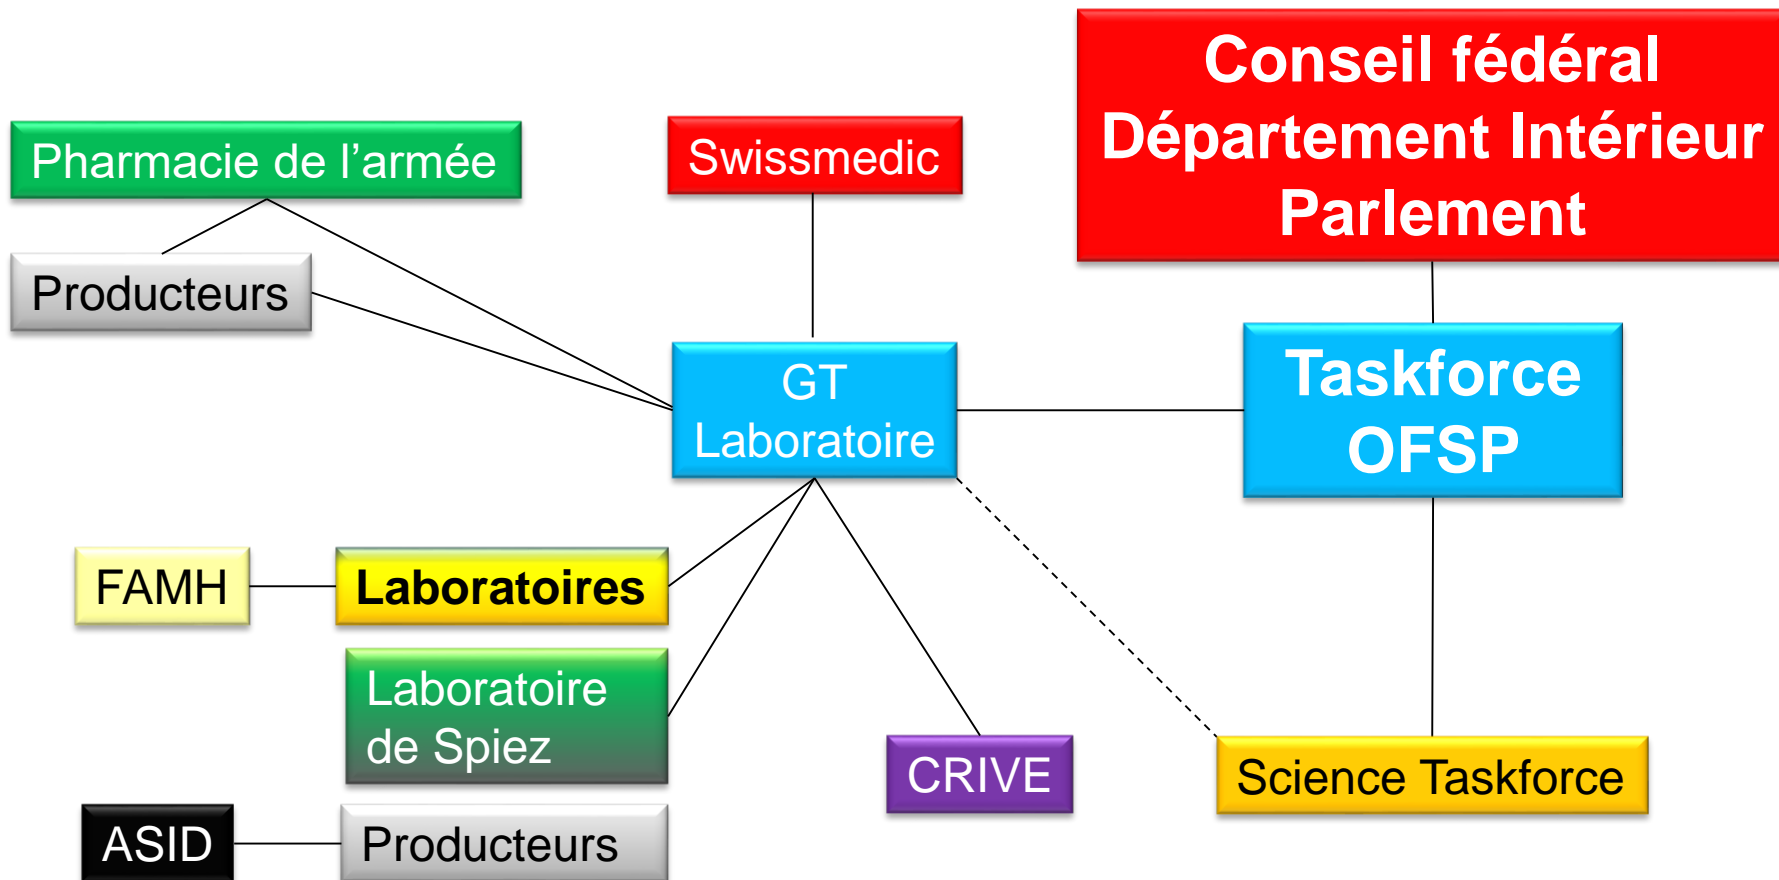 Conseil fédéral
Département Intérieur
Parlement
Pharmacie de l’armée
Swissmedic
Producteurs
GT
Laboratoire
Taskforce
OFSP
FAMH
Laboratoires
Laboratoire
de Spiez
CRIVE
Science Taskforce
ASID
Producteurs